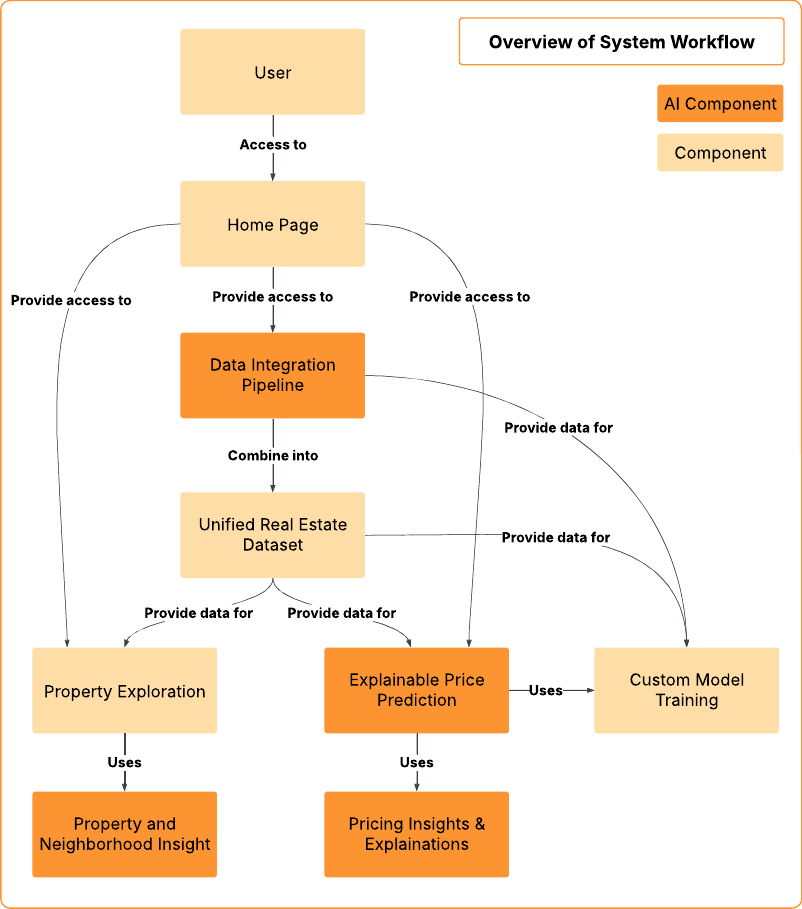 Overview of System Workflow
User
AI Component
Component
Access to
Home Page
Provide access to
Provide access to
Provide access to
Data Integration
Pipeline
Provide data for
Combine into
Unified Real Estate
Dataset
Provide data for
Provide data for
Provide data for
Property Exploration
Explainable Price
Prediction
Uses
Custom Model
Training
Uses
Uses
Property and
Neighborhood Insight
Pricing Insights &
Explainations